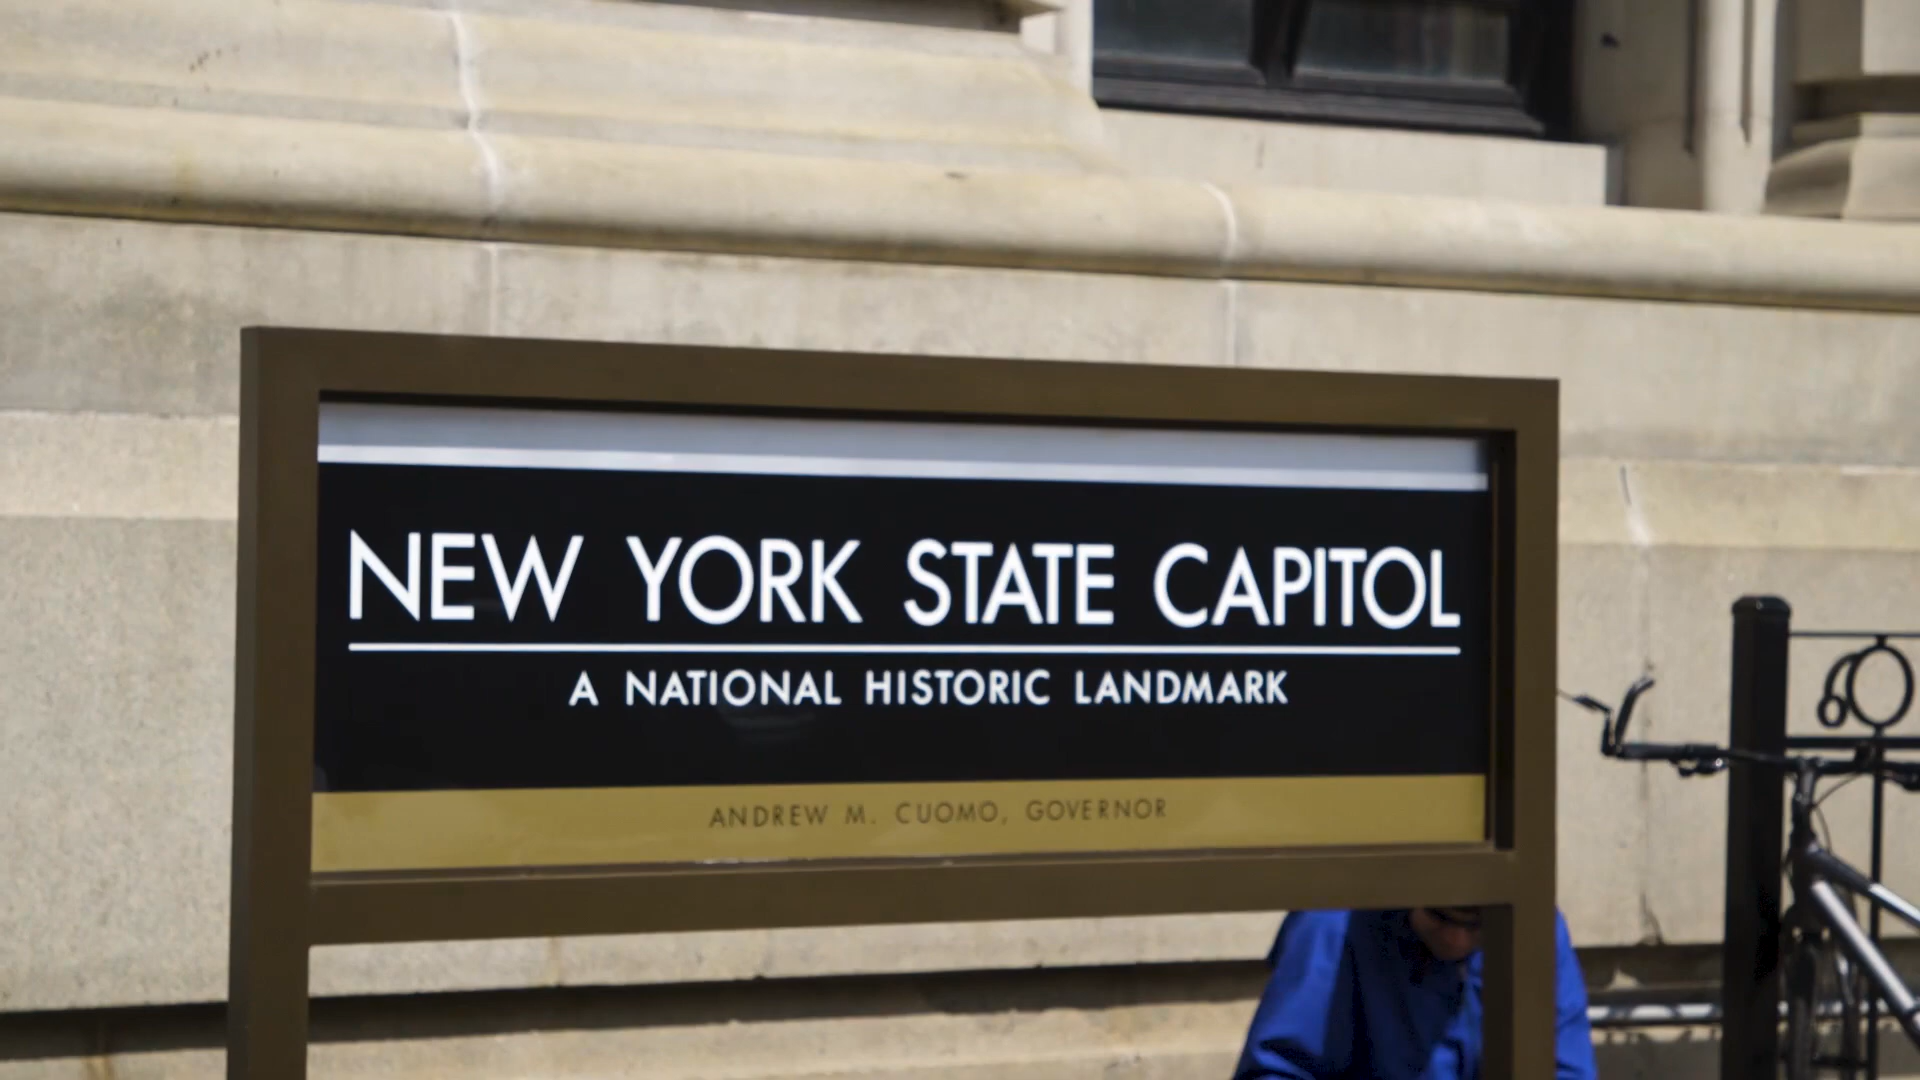 NEW YORK STATE CAPITOL
A NATIONAL HISTORIC LANDMARK
ANDREW M. CUOMO, GOVERNOR